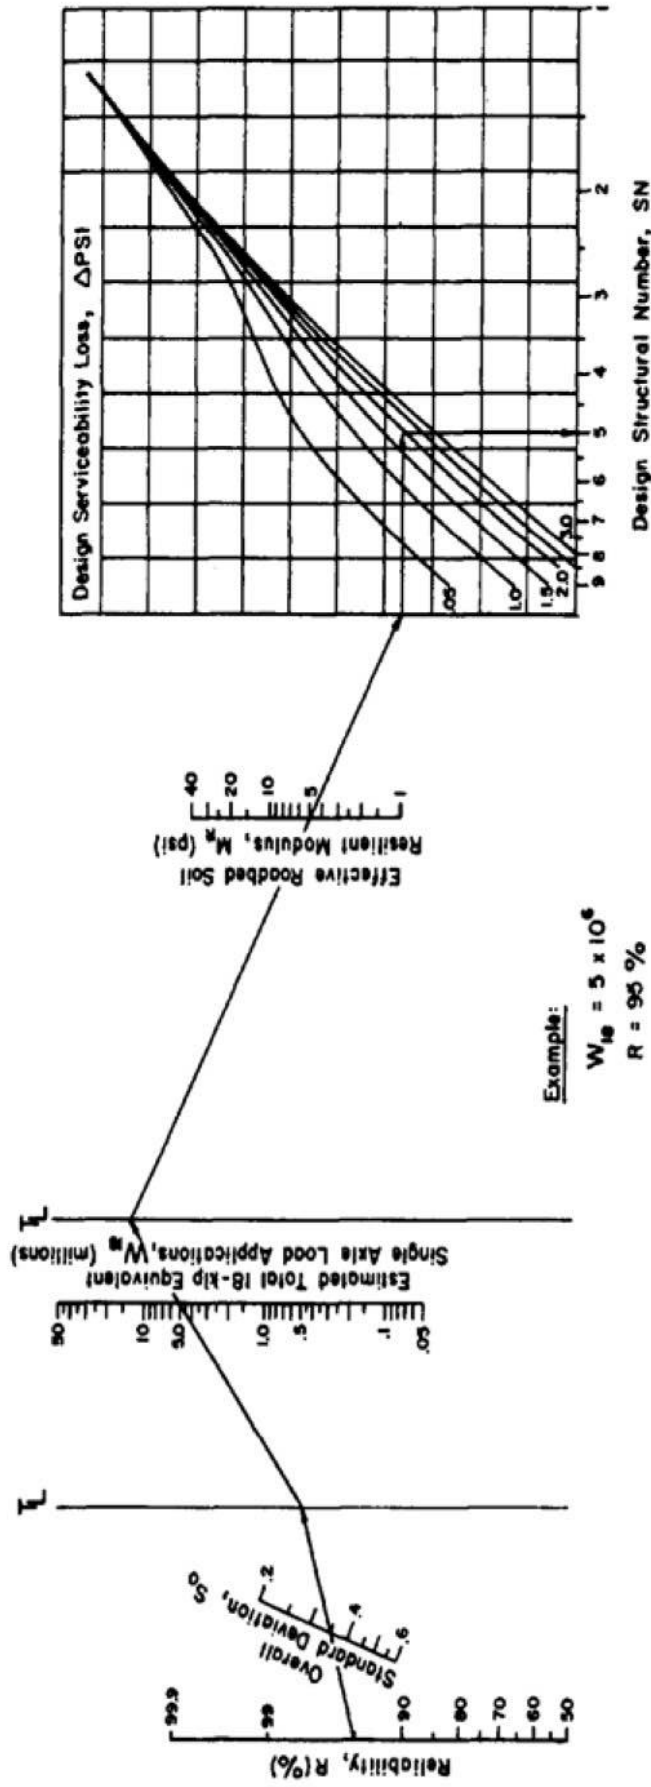 Reliability, R (%)
99.9
99
90
80
70
60
50
Overall
Standard Deviation, So
.2
.4
.6
TL
Estimated Total 18-kip Equivalent
Single Axle Load Applications, W18 (millions)
50
10
5.0
1.0
.5
.1
.05
TL
Effective Roadbed Soil
Resilient Modulus, MR (psi)
40
20
10
5
1
Example:
W18 = 5 x 10⁶
R = 95 %
Design Serviceability Loss, ΔPSI
.05
1.0
1.5
2.0
3.0
9 8 7 6 5 4 3 2 1
Design Structural Number, SN